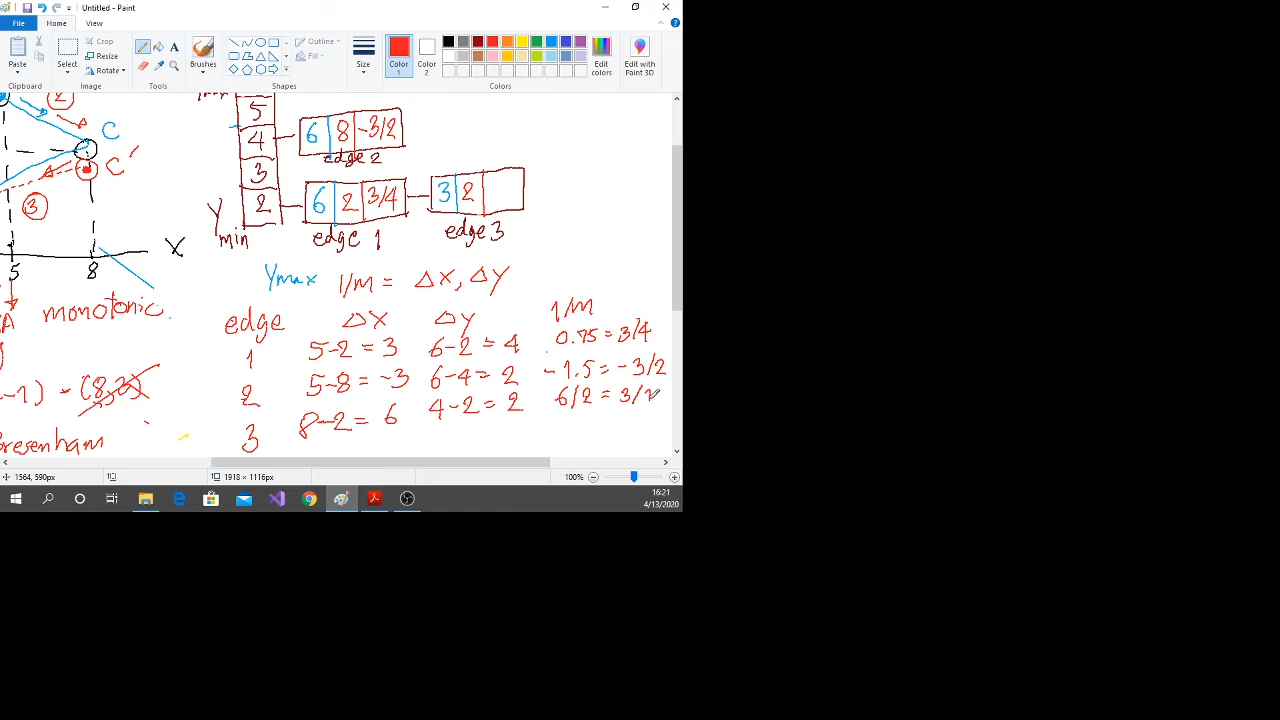 Untitled - Paint
File Home View
Paste
Select
Crop
Resize
Rotate
Brushes
Outline
Fill
Size
Color 1
Color 2
Edit colors
Edit with Paint 3D
Clipboard
Image
Tools
Shapes
Colors
2
C
C'
3
5
8
X
monotonic
-1) - (8,3)
resenham
5
4
3
2
Y min
6 8 -3/2
edge 2
6 2 3/4
edge 1
3 2
edge 3
Ymax 1/M = ΔX, ΔY
edge ΔX ΔY 1/M
1 5-2 = 3 6-2 = 4 0.75 = 3/4
2 5-8 = -3 6-4 = 2 -1.5 = -3/2
3 8-2 = 6 4-2 = 2 6/2 = 3/1
1564, 590px
1918 × 1116px
100%
16:21
4/13/2020